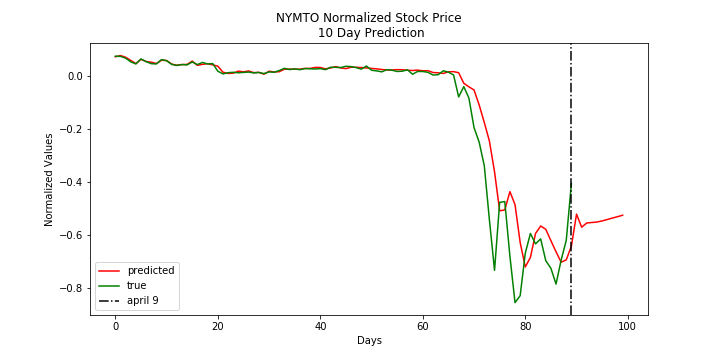 NYMTO Normalized Stock Price
10 Day Prediction
Normalized Values
0.0
−0.2
−0.4
−0.6
−0.8
predicted
true
april 9
0
20
40
60
80
100
Days